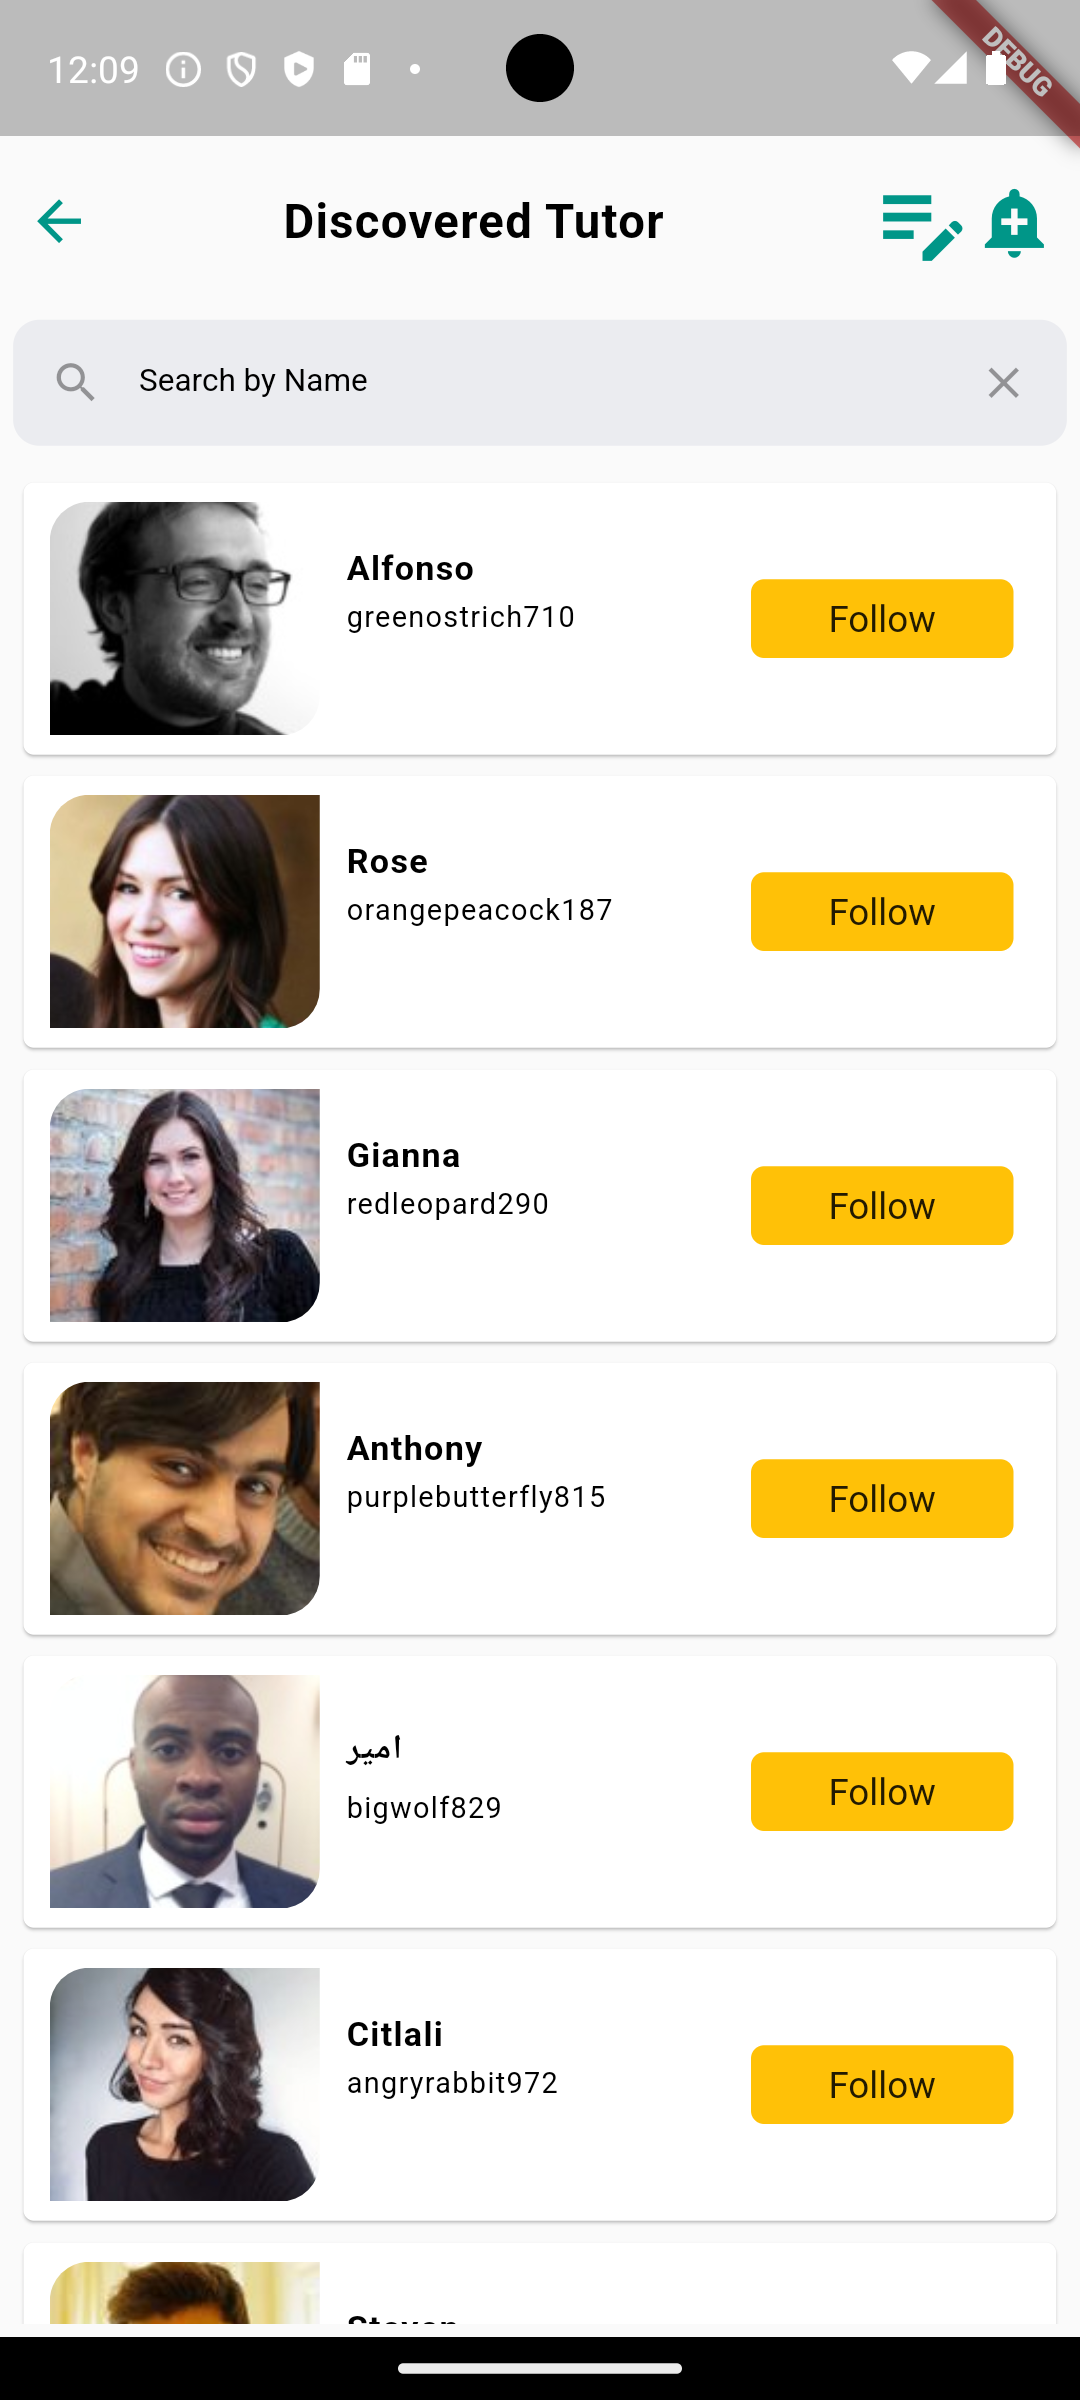 12:09
DEBUG
Discovered Tutor
Search by Name
Alfonso
greenostrich710
Follow
Rose
orangepeacock187
Follow
Gianna
redleopard290
Follow
Anthony
purplebutterfly815
Follow
امیر
bigwolf829
Follow
Citlali
angryrabbit972
Follow